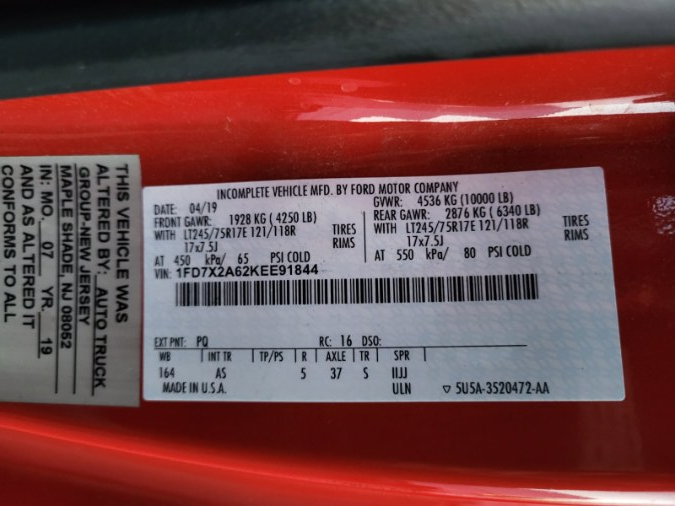 THIS VEHICLE WAS
ALTERED BY: AUTO TRUCK
GROUP-NEW JERSEY
MAPLE SHADE, NJ 08052
IN: MO. 07 YR. 19
AND AS ALTERED IT
CONFORMS TO ALL
INCOMPLETE VEHICLE MFD. BY FORD MOTOR COMPANY
DATE: 04/19 GVWR: 4536 KG (10000 LB)
FRONT GAWR: 1928 KG ( 4250 LB) REAR GAWR: 2876 KG ( 6340 LB)
WITH LT245/75R17E 121/118R TIRES WITH LT245/75R17E 121/118R TIRES
17x7.5J RIMS 17x7.5J RIMS
AT 450 kPa/ 65 PSI COLD AT 550 kPa/ 80 PSI COLD
VIN: 1FD7X2A62KEE91844
EXT PNT: PQ RC: 16 DSO:
WB INT TR TP/PS R AXLE TR SPR
164 AS 5 37 S IIJJ
MADE IN U.S.A. ULN ▽ 5U5A-3520472-AA